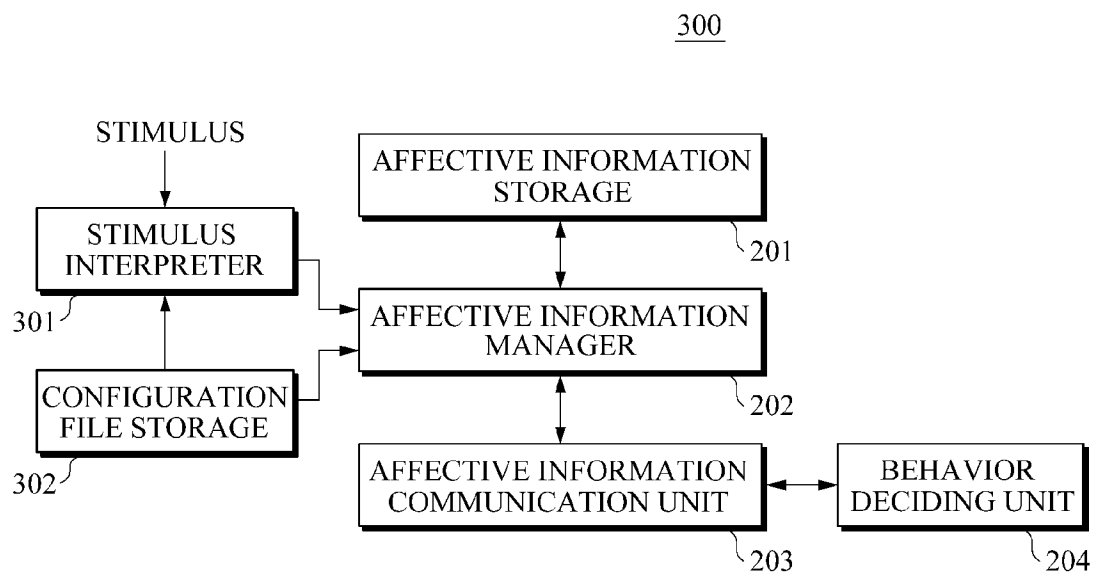 300
STIMULUS
STIMULUS
INTERPRETER
301
CONFIGURATION
FILE STORAGE
302
AFFECTIVE INFORMATION
STORAGE
201
AFFECTIVE INFORMATION
MANAGER
202
AFFECTIVE INFORMATION
COMMUNICATION UNIT
203
BEHAVIOR
DECIDING UNIT
204